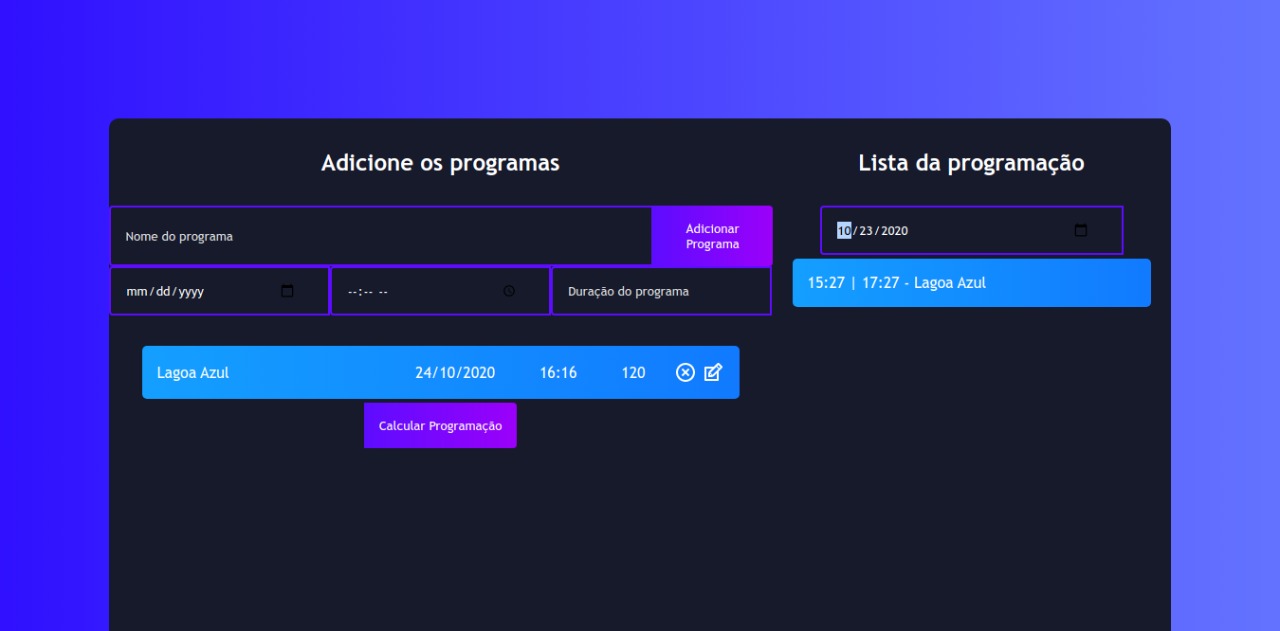 Adicione os programas
Nome do programa
Adicionar
Programa
mm/dd/yyyy
--:-- --
Duração do programa
Lagoa Azul 24/10/2020 16:16 120
Calcular Programação
Lista da programação
10/23/2020
15:27 | 17:27 - Lagoa Azul